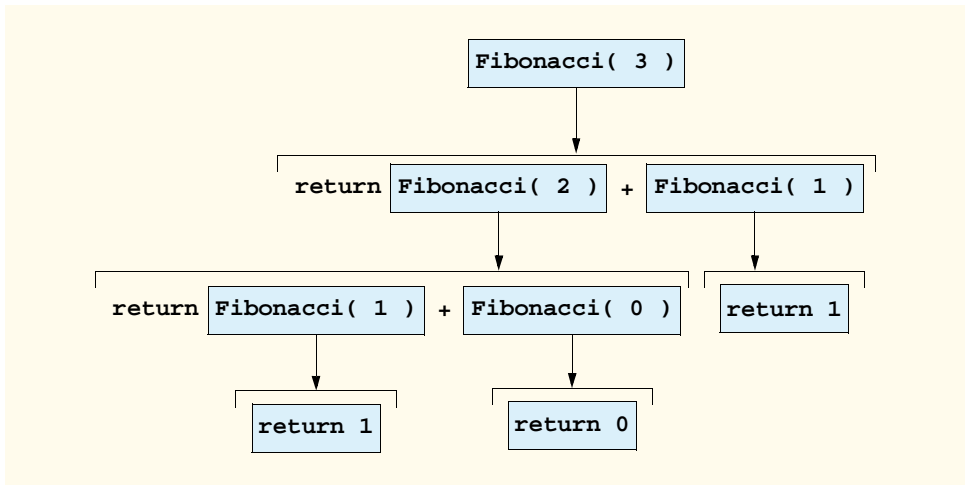 Fibonacci( 3 )
return Fibonacci( 2 ) + Fibonacci( 1 )
return Fibonacci( 1 ) + Fibonacci( 0 ) return 1
return 1 return 0